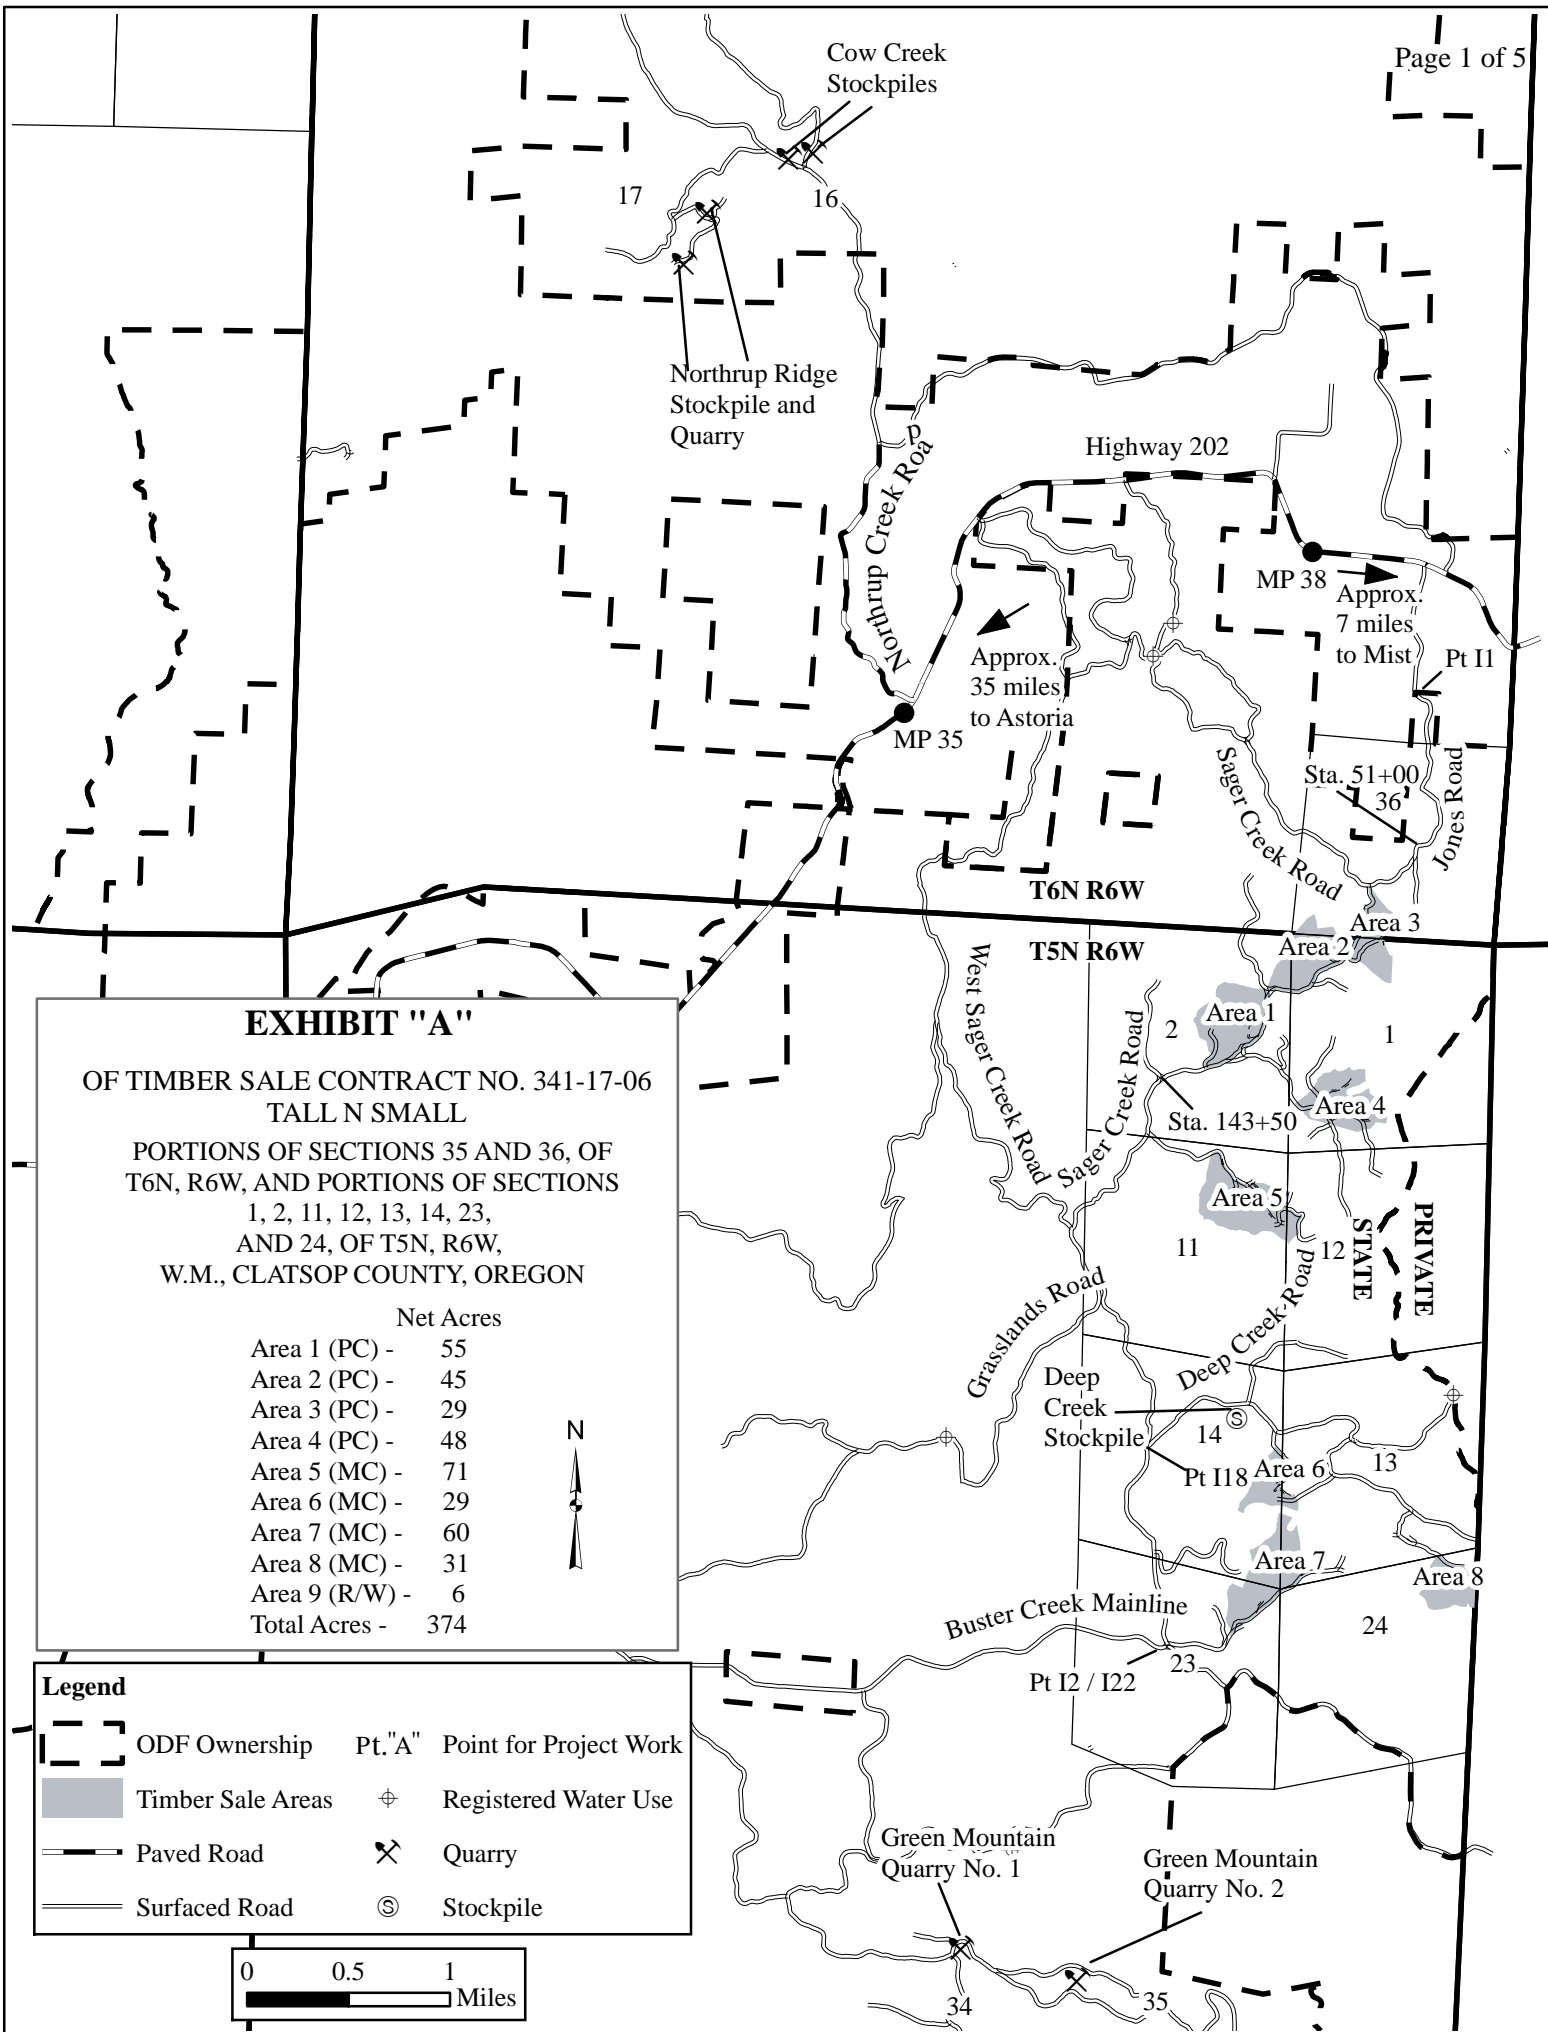 Page 1 of 5
Cow Creek
Stockpiles
17
16
Northrup Ridge
Stockpile and
Quarry
Northrup Creek Road
Highway 202
MP 38
Approx.
7 miles
to Mist
Pt I1
Approx.
35 miles
to Astoria
MP 35
Sta. 51+00
36
Jones Road
Sager Creek Road
T6N R6W
T5N R6W
Area 3
Area 2
Area 1
2
1
West Sager Creek Road
Sager Creek Road
Area 4
Sta. 143+50
Area 5
11
12
STATE
PRIVATE
Grasslands Road
Deep Creek Road
Deep
Creek
Stockpile
S
14
Pt I18
Area 6
13
Area 7
Area 8
Buster Creek Mainline
24
23
Pt I2 / I22
Green Mountain
Quarry No. 1
Green Mountain
Quarry No. 2
34
35
EXHIBIT "A"
OF TIMBER SALE CONTRACT NO. 341-17-06
TALL N SMALL
PORTIONS OF SECTIONS 35 AND 36, OF
T6N, R6W, AND PORTIONS OF SECTIONS
1, 2, 11, 12, 13, 14, 23,
AND 24, OF T5N, R6W,
W.M., CLATSOP COUNTY, OREGON
Net Acres
Area 1 (PC) - 55
Area 2 (PC) - 45
Area 3 (PC) - 29
Area 4 (PC) - 48
Area 5 (MC) - 71
Area 6 (MC) - 29
Area 7 (MC) - 60
Area 8 (MC) - 31
Area 9 (R/W) - 6
Total Acres - 374
N
Legend
ODF Ownership Pt."A" Point for Project Work
Timber Sale Areas Registered Water Use
Paved Road Quarry
Surfaced Road S Stockpile
0 0.5 1
Miles